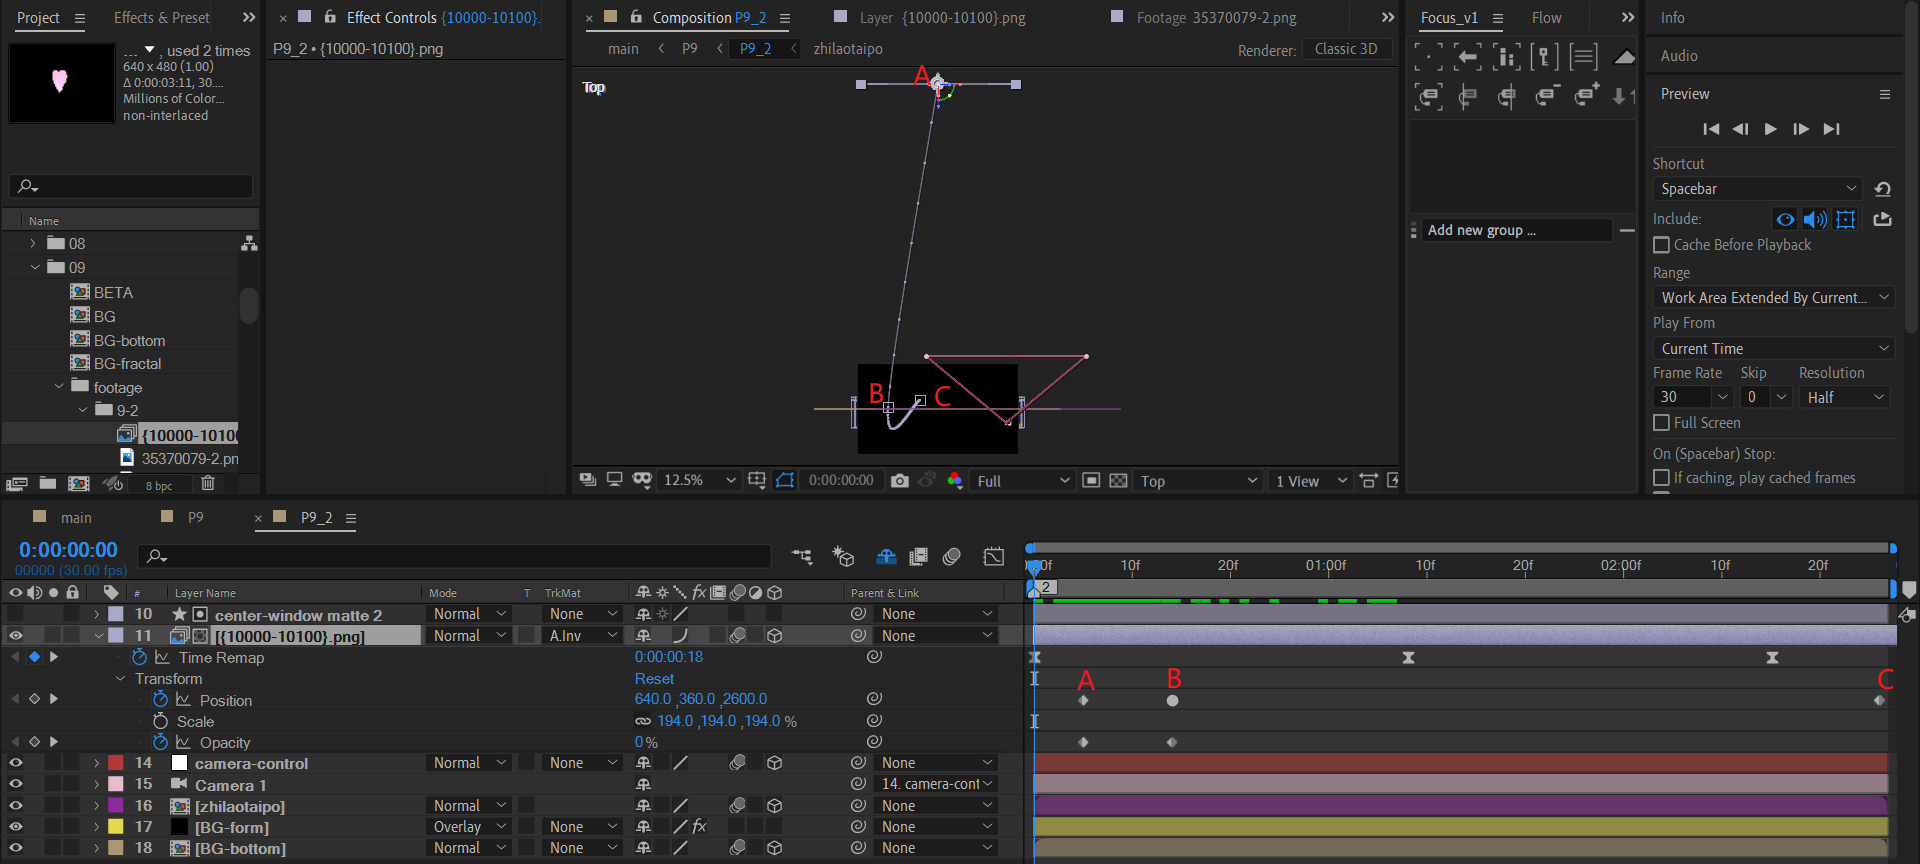 Project
Effects & Preset
Effect Controls {10000-10100}.
Composition P9_2
Layer {10000-10100}.png
Footage 35370079-2.png
Focus_v1
Flow
Info
... , used 2 times
640 x 480 (1.00)
Δ 0:00:03:11, 30....
Millions of Color...
non-interlaced
P9_2 • {10000-10100}.png
main
P9
P9_2
zhilaotaipo
Renderer:
Classic 3D
Audio
Preview
Top
A
B
C
Name
08
09
BETA
BG
BG-bottom
BG-fractal
footage
9-2
{10000-1010
35370079-2.pn
8 bpc
Add new group ...
Shortcut
Spacebar
Include:
Cache Before Playback
Range
Work Area Extended By Current...
Play From
Current Time
Frame Rate
Skip
Resolution
30
0
Half
Full Screen
On (Spacebar) Stop:
If caching, play cached frames
12.5%
0:00:00:00
Full
Top
1 View
main
P9
P9_2
0:00:00:00
00000 (30.00 fps)
:00f
10f
20f
01:00f
10f
20f
02:00f
10f
20f
2
# Layer Name
Mode
T TrkMat
fx
Parent & Link
10 center-window matte 2 Normal None None
11 [{10000-10100}.png] Normal A.Inv None
Time Remap 0:00:00:18
Transform Reset
A
B
C
Position 640.0 ,360.0 ,2600.0
Scale 194.0 ,194.0 ,194.0 %
Opacity 0 %
14 camera-control Normal None None
15 Camera 1 14. camera-cont
16 [zhilaotaipo] Normal None
17 [BG-form] Overlay None fx None
18 [BG-bottom] Normal None None